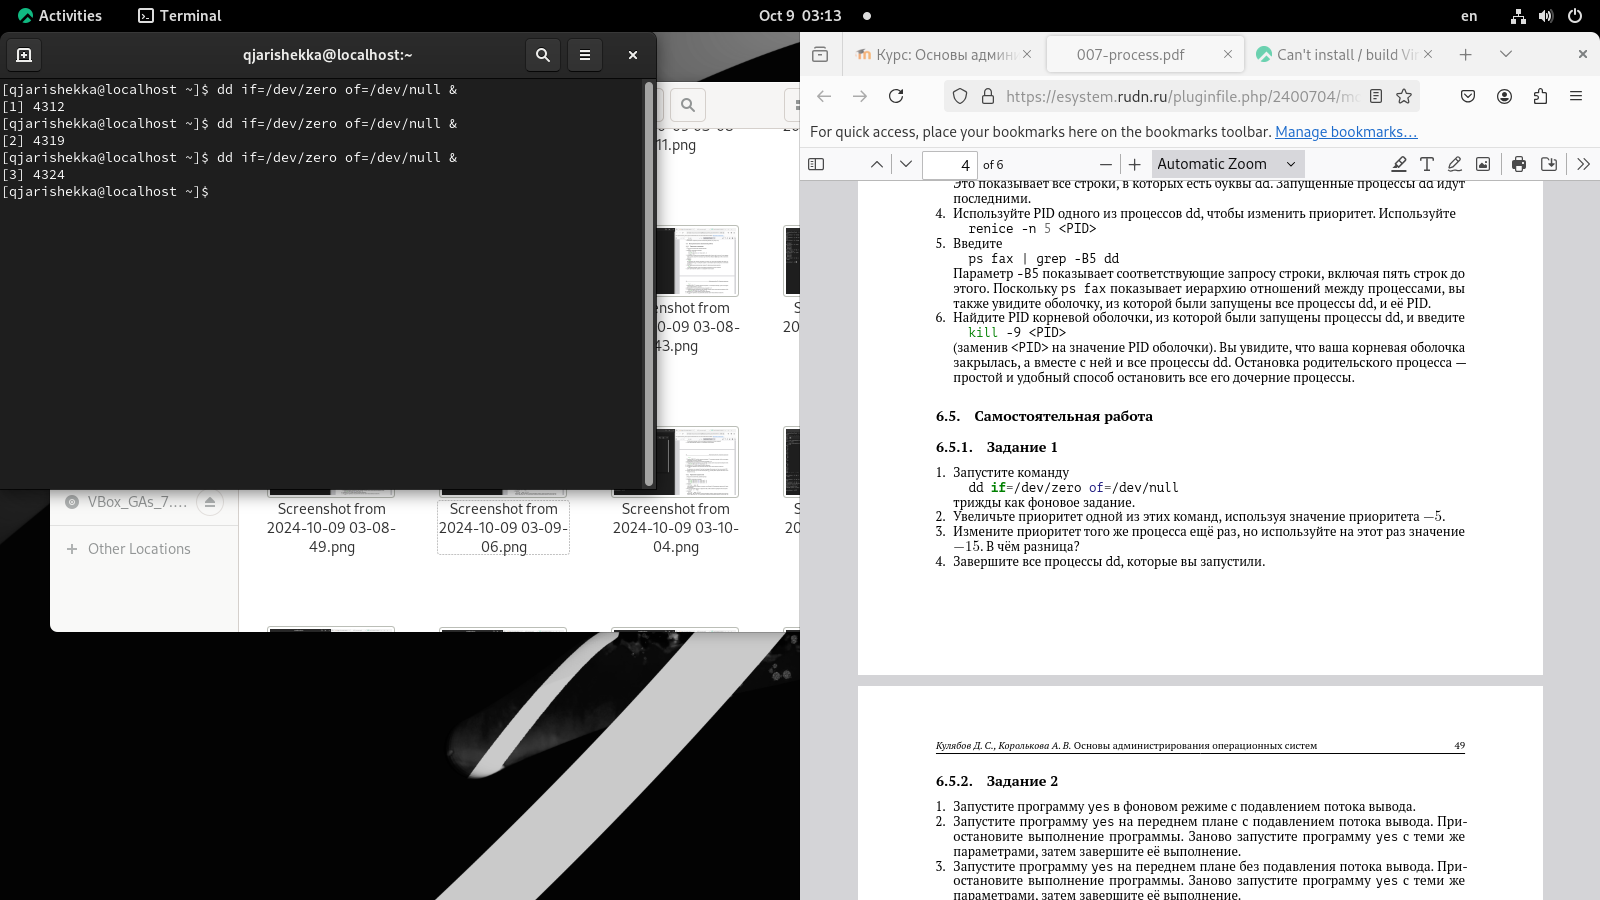 Activities
Terminal
Oct 9 03:13
en
qjarishekka@localhost:~
[qjarishekka@localhost ~]$ dd if=/dev/zero of=/dev/null &
[1] 4312
[qjarishekka@localhost ~]$ dd if=/dev/zero of=/dev/null &
[2] 4319
[qjarishekka@localhost ~]$ dd if=/dev/zero of=/dev/null &
[3] 4324
[qjarishekka@localhost ~]$
11.png
enshot from
0-09 03-08-
43.png
VBox_GAs_7....
Other Locations
Screenshot from
2024-10-09 03-08-
49.png
Screenshot from
2024-10-09 03-09-
06.png
Screenshot from
2024-10-09 03-10-
04.png
Курс: Основы админи
007-process.pdf
Can't install / build Vir
https://esystem.rudn.ru/pluginfile.php/2400704/mo
For quick access, place your bookmarks here on the bookmarks toolbar. Manage bookmarks…
4 of 6
Automatic Zoom
Это показывает все строки, в которых есть буквы dd. Запущенные процессы dd идут
последними.
4. Используйте PID одного из процессов dd, чтобы изменить приоритет. Используйте
renice -n 5 <PID>
5. Введите
ps fax | grep -B5 dd
Параметр -B5 показывает соответствующие запросу строки, включая пять строк до
этого. Поскольку ps fax показывает иерархию отношений между процессами, вы
также увидите оболочку, из которой были запущены все процессы dd, и её PID.
6. Найдите PID корневой оболочки, из которой были запущены процессы dd, и введите
kill -9 <PID>
(заменив <PID> на значение PID оболочки). Вы увидите, что ваша корневая оболочка
закрылась, а вместе с ней и все процессы dd. Остановка родительского процесса —
простой и удобный способ остановить все его дочерние процессы.
6.5. Самостоятельная работа
6.5.1. Задание 1
1. Запустите команду
dd if=/dev/zero of=/dev/null
трижды как фоновое задание.
2. Увеличьте приоритет одной из этих команд, используя значение приоритета −5.
3. Измените приоритет того же процесса ещё раз, но используйте на этот раз значение
−15. В чём разница?
4. Завершите все процессы dd, которые вы запустили.
Кулябов Д. С., Королькова А. В. Основы администрирования операционных систем 49
6.5.2. Задание 2
1. Запустите программу yes в фоновом режиме с подавлением потока вывода.
2. Запустите программу yes на переднем плане с подавлением потока вывода. При-
остановите выполнение программы. Заново запустите программу yes с теми же
параметрами, затем завершите её выполнение.
3. Запустите программу yes на переднем плане без подавления потока вывода. При-
остановите выполнение программы. Заново запустите программу yes с теми же
параметрами, затем завершите её выполнение.